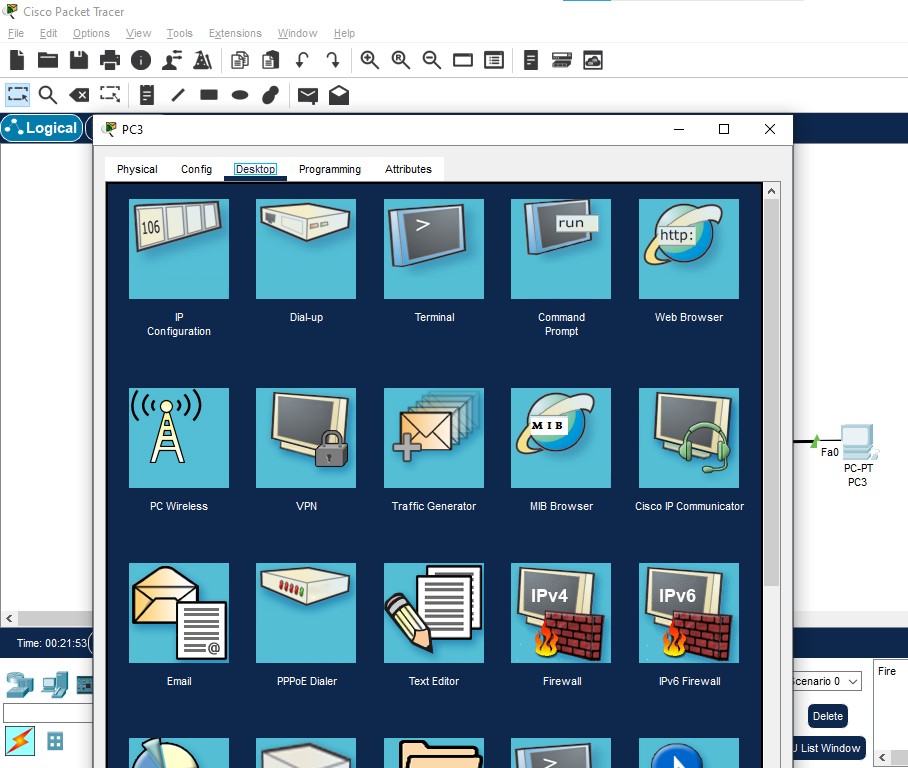 Cisco Packet Tracer
File Edit Options View Tools Extensions Window Help
Logical
PC3
Physical Config Desktop Programming Attributes
106
>
run
http:
IP
Configuration
Dial-up
Terminal
Command
Prompt
Web Browser
MIB
PC Wireless
VPN
Traffic Generator
MIB Browser
Cisco IP Communicator
Fa0
PC-PT
PC3
@
IPv4
IPv6
Email
PPPoE Dialer
Text Editor
Firewall
IPv6 Firewall
>
Time: 00:21:53
Scenario 0
Fire
Delete
List Window